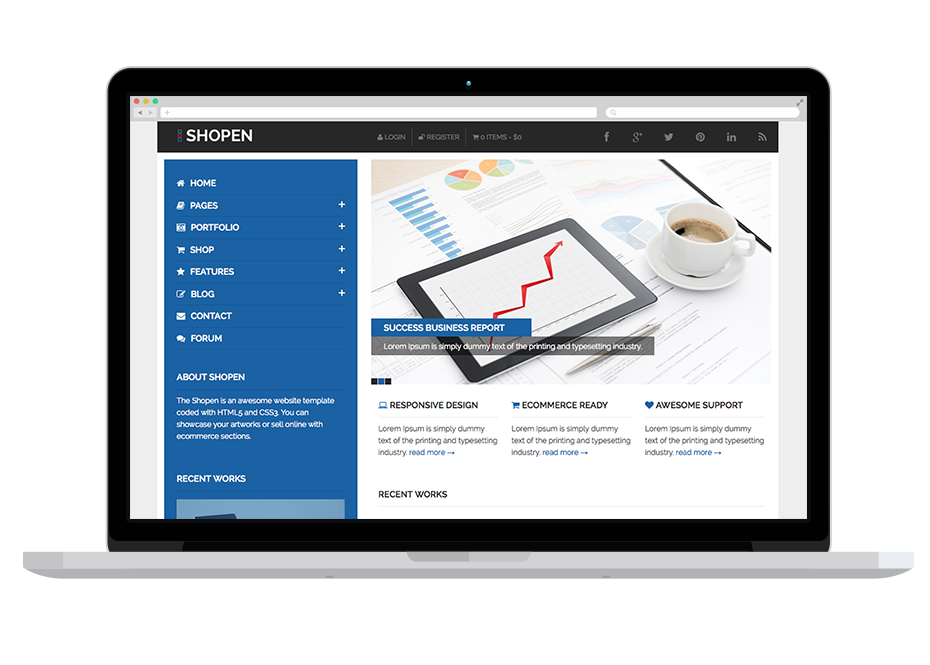 SHOPEN
LOGIN
REGISTER
0 ITEMS - $0
HOME
PAGES
PORTFOLIO
SHOP
FEATURES
BLOG
CONTACT
FORUM
ABOUT SHOPEN
The Shopen is an awesome website template
coded with HTML5 and CSS3. You can
showcase your artworks or sell online with
ecommerce sections.
RECENT WORKS
SUCCESS BUSINESS REPORT
Lorem Ipsum is simply dummy text of the printing and typesetting industry.
RESPONSIVE DESIGN
Lorem Ipsum is simply dummy
text of the printing and typesetting
industry. read more →
ECOMMERCE READY
Lorem Ipsum is simply dummy
text of the printing and typesetting
industry. read more →
AWESOME SUPPORT
Lorem Ipsum is simply dummy
text of the printing and typesetting
industry. read more →
RECENT WORKS